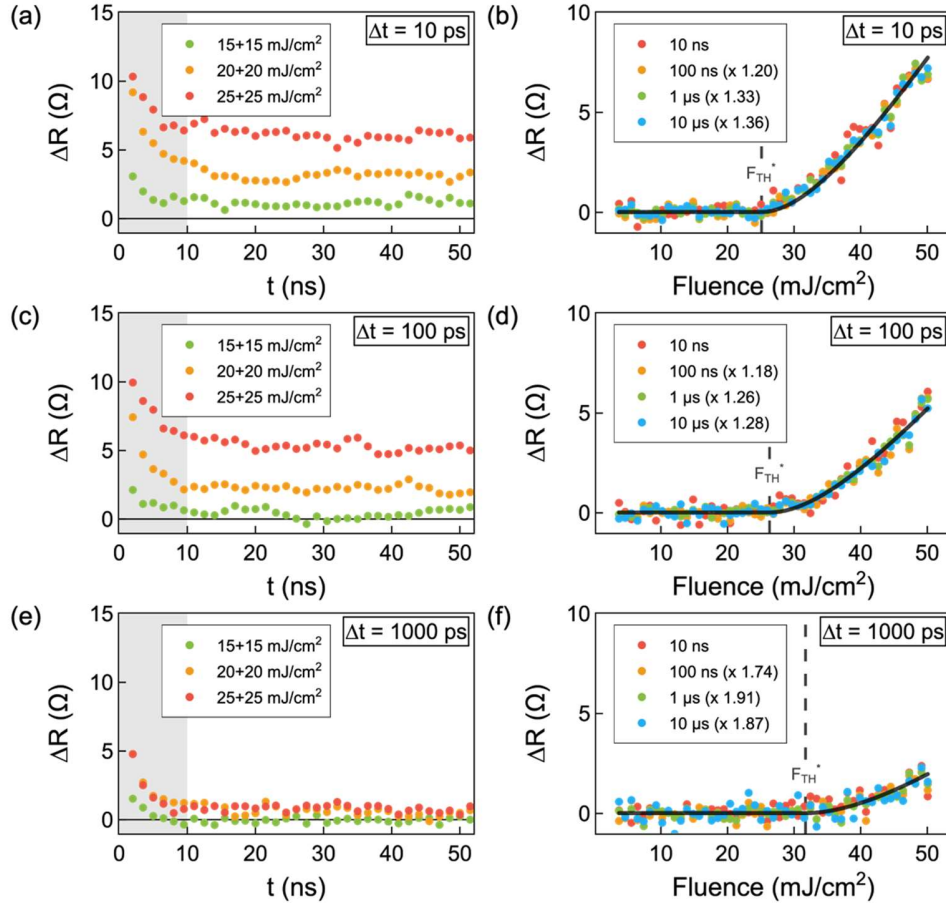 (a)
Δt = 10 ps
15+15 mJ/cm²
20+20 mJ/cm²
25+25 mJ/cm²
ΔR (Ω)
15
10
5
0
0 10 20 30 40 50
t (ns)
(b)
Δt = 10 ps
10 ns
100 ns (x 1.20)
1 µs (x 1.33)
10 µs (x 1.36)
F_TH*
ΔR (Ω)
10
5
0
10 20 30 40 50
Fluence (mJ/cm²)
(c)
Δt = 100 ps
15+15 mJ/cm²
20+20 mJ/cm²
25+25 mJ/cm²
ΔR (Ω)
15
10
5
0
0 10 20 30 40 50
t (ns)
(d)
Δt = 100 ps
10 ns
100 ns (x 1.18)
1 µs (x 1.26)
10 µs (x 1.28)
F_TH*
ΔR (Ω)
10
5
0
10 20 30 40 50
Fluence (mJ/cm²)
(e)
Δt = 1000 ps
15+15 mJ/cm²
20+20 mJ/cm²
25+25 mJ/cm²
ΔR (Ω)
15
10
5
0
0 10 20 30 40 50
t (ns)
(f)
Δt = 1000 ps
10 ns
100 ns (x 1.74)
1 µs (x 1.91)
10 µs (x 1.87)
F_TH*
ΔR (Ω)
10
5
0
10 20 30 40 50
Fluence (mJ/cm²)